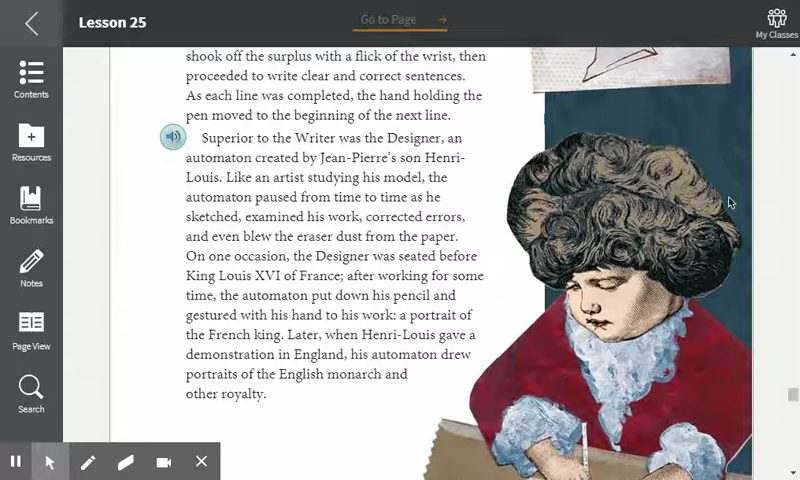 Lesson 25
Go to Page
My Classes
Contents
Resources
Bookmarks
Notes
Page View
Search
shook off the surplus with a flick of the wrist, then
proceeded to write clear and correct sentences.
As each line was completed, the hand holding the
pen moved to the beginning of the next line.
Superior to the Writer was the Designer, an
automaton created by Jean-Pierre's son Henri-
Louis. Like an artist studying his model, the
automaton paused from time to time as he
sketched, examined his work, corrected errors,
and even blew the eraser dust from the paper.
On one occasion, the Designer was seated before
King Louis XVI of France; after working for some
time, the automaton put down his pencil and
gestured with his hand to his work: a portrait of
the French king. Later, when Henri-Louis gave a
demonstration in England, his automaton drew
portraits of the English monarch and
other royalty.